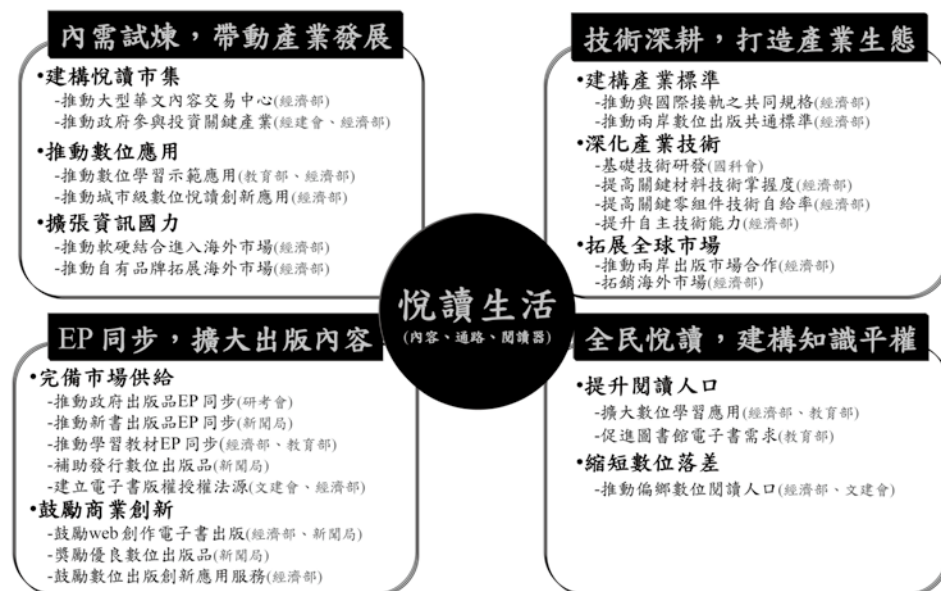 內需試煉，帶動產業發展
•建構悅讀市集
-推動大型華文內容交易中心(經濟部)
-推動政府參與投資關鍵產業(經建會、經濟部)
•推動數位應用
-推動數位學習示範應用(教育部、經濟部)
-推動城市級數位悅讀創新應用(經濟部)
•擴張資訊國力
-推動軟硬結合進入海外市場(經濟部)
-推動自有品牌拓展海外市場(經濟部)
技術深耕，打造產業生態
•建構產業標準
-推動與國際接軌之共同規格(經濟部)
-推動兩岸數位出版共通標準(經濟部)
•深化產業技術
-基礎技術研發(國科會)
-提高關鍵材料技術掌握度(經濟部)
-提高關鍵零組件技術自給率(經濟部)
-提升自主技術能力(經濟部)
•拓展全球市場
-推動兩岸出版市場合作(經濟部)
-拓銷海外市場(經濟部)
悅讀生活
(內容、通路、閱讀器)
EP同步，擴大出版內容
•完備市場供給
-推動政府出版品EP同步(研考會)
-推動新書出版品EP同步(新聞局)
-推動學習教材EP同步(經濟部、教育部)
-補助發行數位出版品(新聞局)
-建立電子書版權授權法源(文建會、經濟部)
•鼓勵商業創新
-鼓勵web創作電子書出版(經濟部、新聞局)
-獎勵優良數位出版品(新聞局)
-鼓勵數位出版創新應用服務(經濟部)
全民悅讀，建構知識平權
•提升閱讀人口
-擴大數位學習應用(經濟部、教育部)
-促進圖書館電子書需求(教育部)
•縮短數位落差
-推動偏鄉數位閱讀人口(經濟部、文建會)